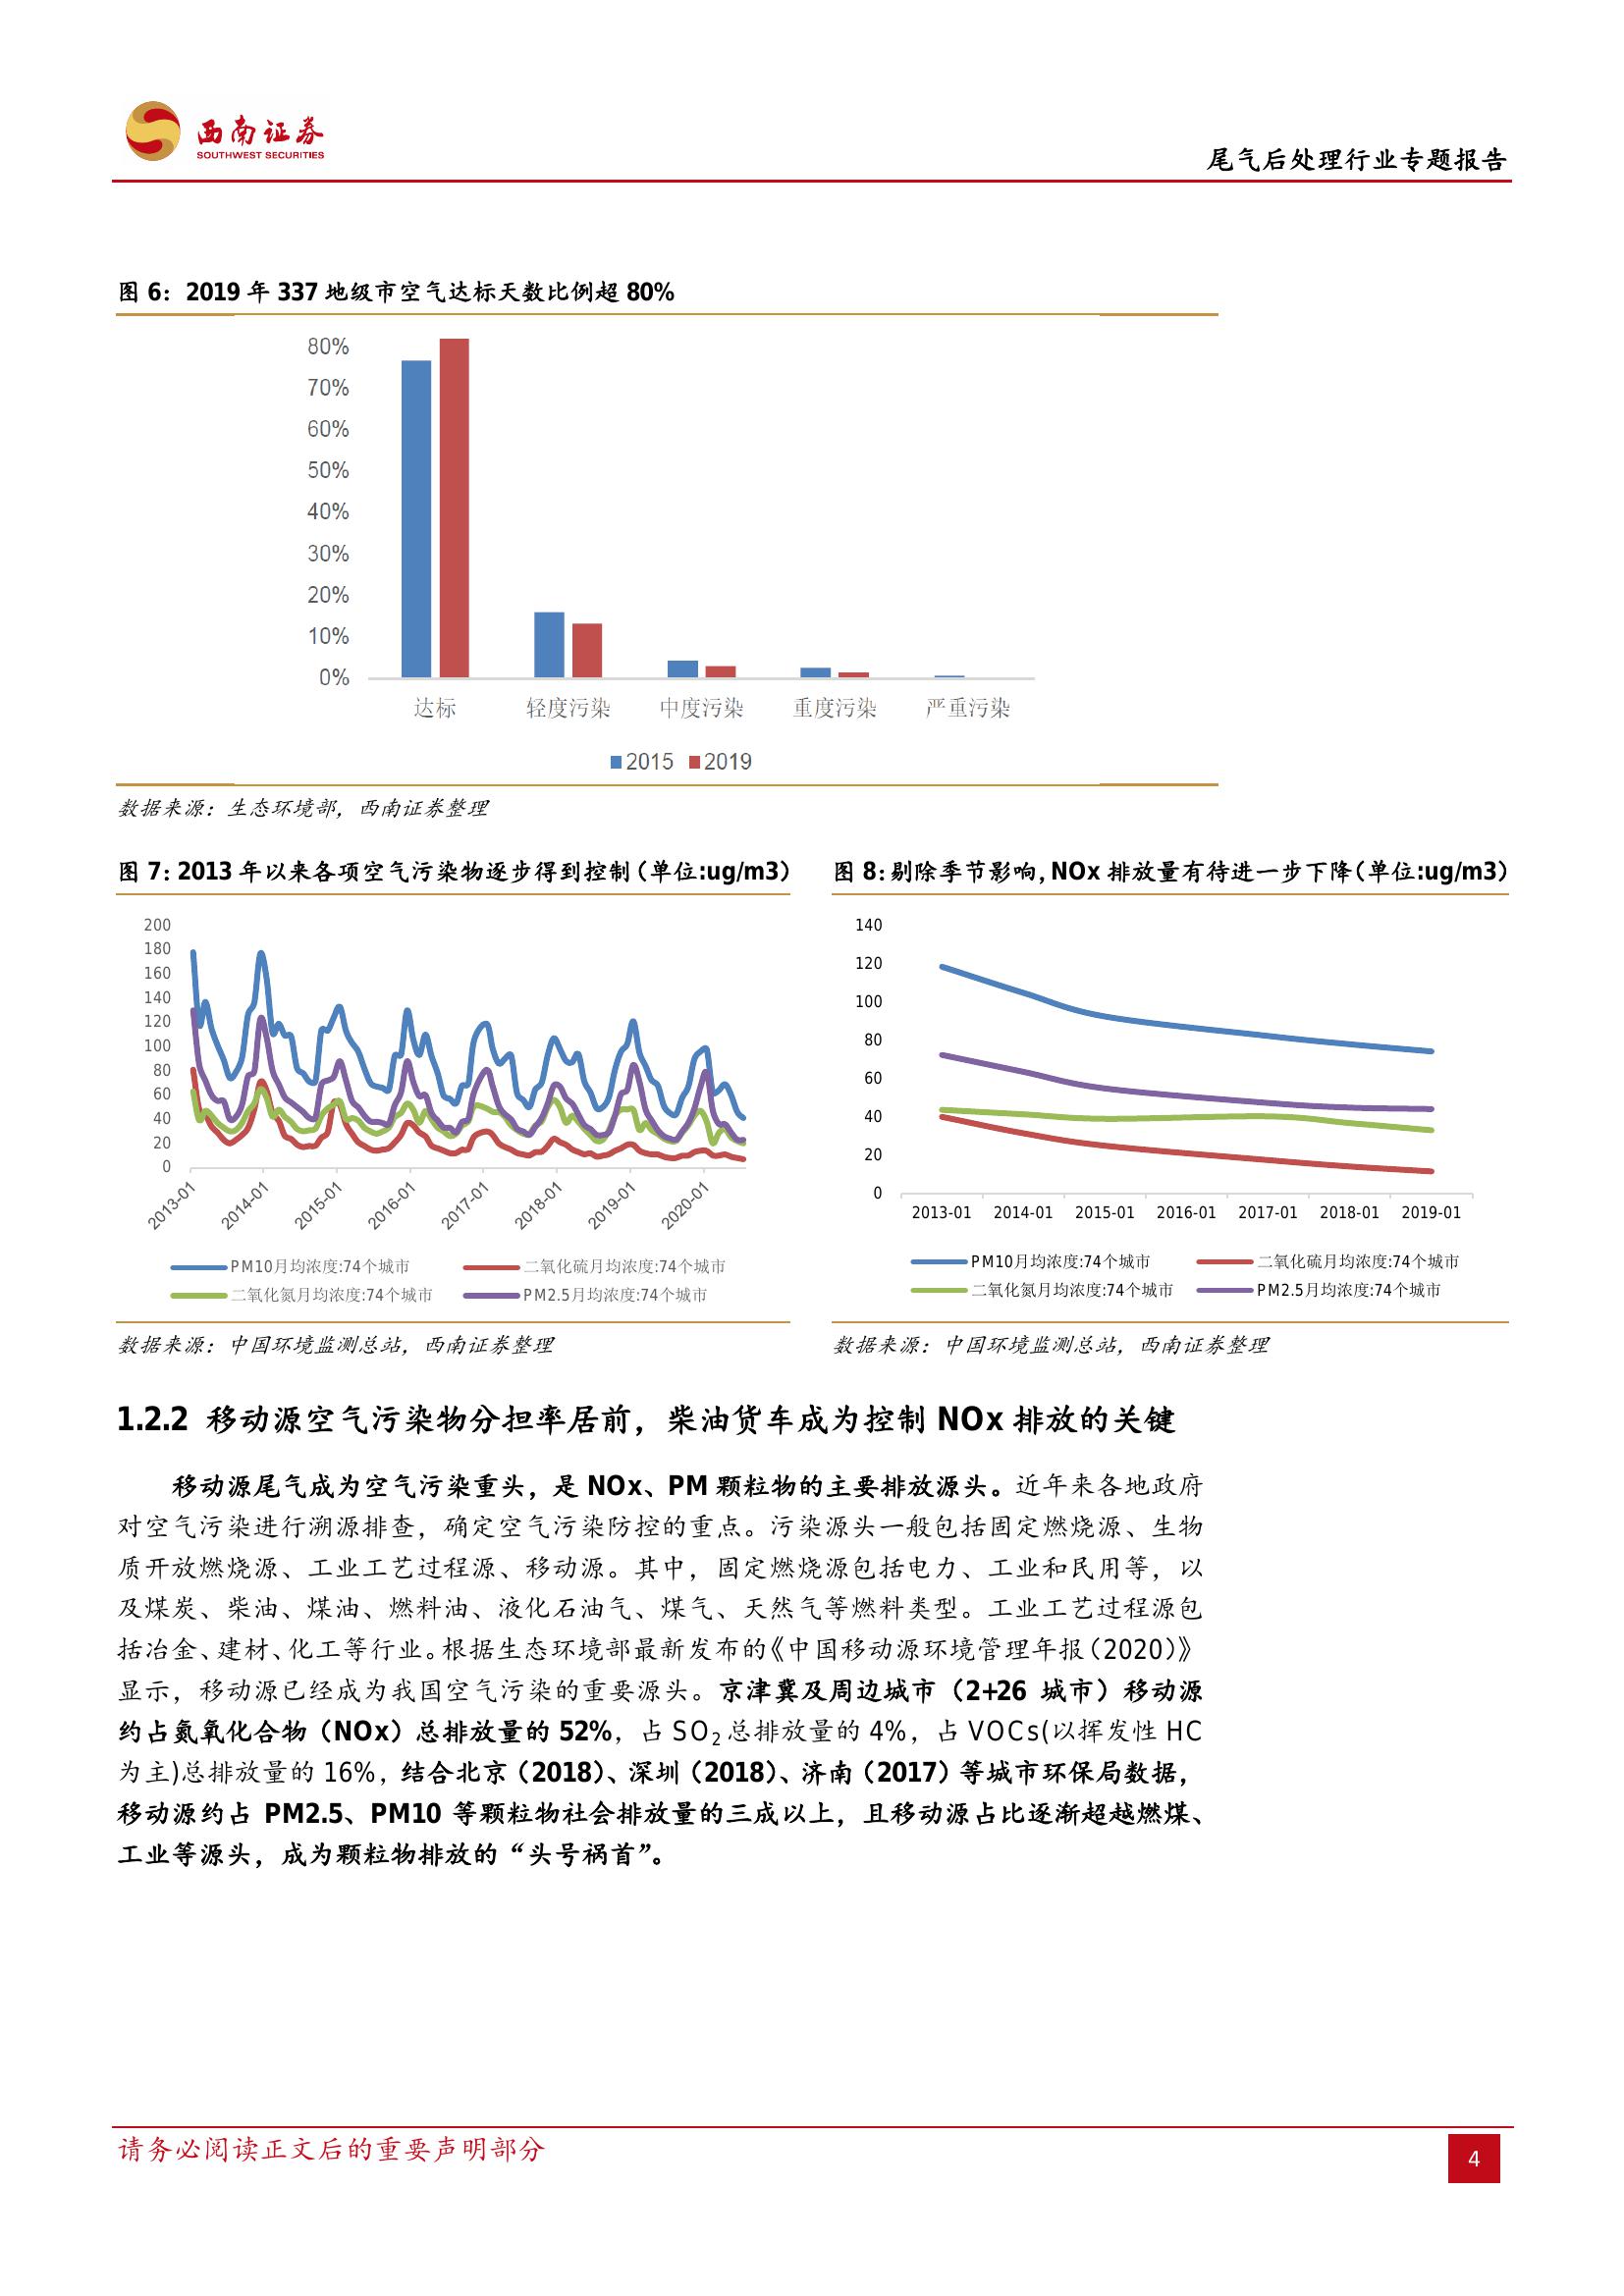 西南证券
SOUTHWEST SECURITIES
尾气后处理行业专题报告
图 6：2019 年 337 地级市空气达标天数比例超 80%
80%
70%
60%
50%
40%
30%
20%
10%
0%
达标 轻度污染 中度污染 重度污染 严重污染
2015 2019
数据来源：生态环境部，西南证券整理
图 7：2013 年以来各项空气污染物逐步得到控制（单位:ug/m3）
200
180
160
140
120
100
80
60
40
20
0
2013-01 2014-01 2015-01 2016-01 2017-01 2018-01 2019-01 2020-01
PM10月均浓度:74个城市 二氧化硫月均浓度:74个城市
二氧化氮月均浓度:74个城市 PM2.5月均浓度:74个城市
数据来源：中国环境监测总站，西南证券整理
图 8：剔除季节影响，NOx 排放量有待进一步下降（单位:ug/m3）
140
120
100
80
60
40
20
0
2013-01 2014-01 2015-01 2016-01 2017-01 2018-01 2019-01
PM10月均浓度:74个城市 二氧化硫月均浓度:74个城市
二氧化氮月均浓度:74个城市 PM2.5月均浓度:74个城市
数据来源：中国环境监测总站，西南证券整理
1.2.2 移动源空气污染物分担率居前，柴油货车成为控制 NOx 排放的关键
移动源尾气成为空气污染重头，是 NOx、PM 颗粒物的主要排放源头。近年来各地政府
对空气污染进行溯源排查，确定空气污染防控的重点。污染源头一般包括固定燃烧源、生物
质开放燃烧源、工业工艺过程源、移动源。其中，固定燃烧源包括电力、工业和民用等，以
及煤炭、柴油、煤油、燃料油、液化石油气、煤气、天然气等燃料类型。工业工艺过程源包
括冶金、建材、化工等行业。根据生态环境部最新发布的《中国移动源环境管理年报（2020）》
显示，移动源已经成为我国空气污染的重要源头。京津冀及周边城市（2+26 城市）移动源
约占氮氧化合物（NOx）总排放量的 52%，占 SO₂总排放量的 4%，占 VOCs(以挥发性 HC
为主)总排放量的 16%，结合北京（2018）、深圳（2018）、济南（2017）等城市环保局数据，
移动源约占 PM2.5、PM10 等颗粒物社会排放量的三成以上，且移动源占比逐渐超越燃煤、
工业等源头，成为颗粒物排放的“头号祸首”。
请务必阅读正文后的重要声明部分
4